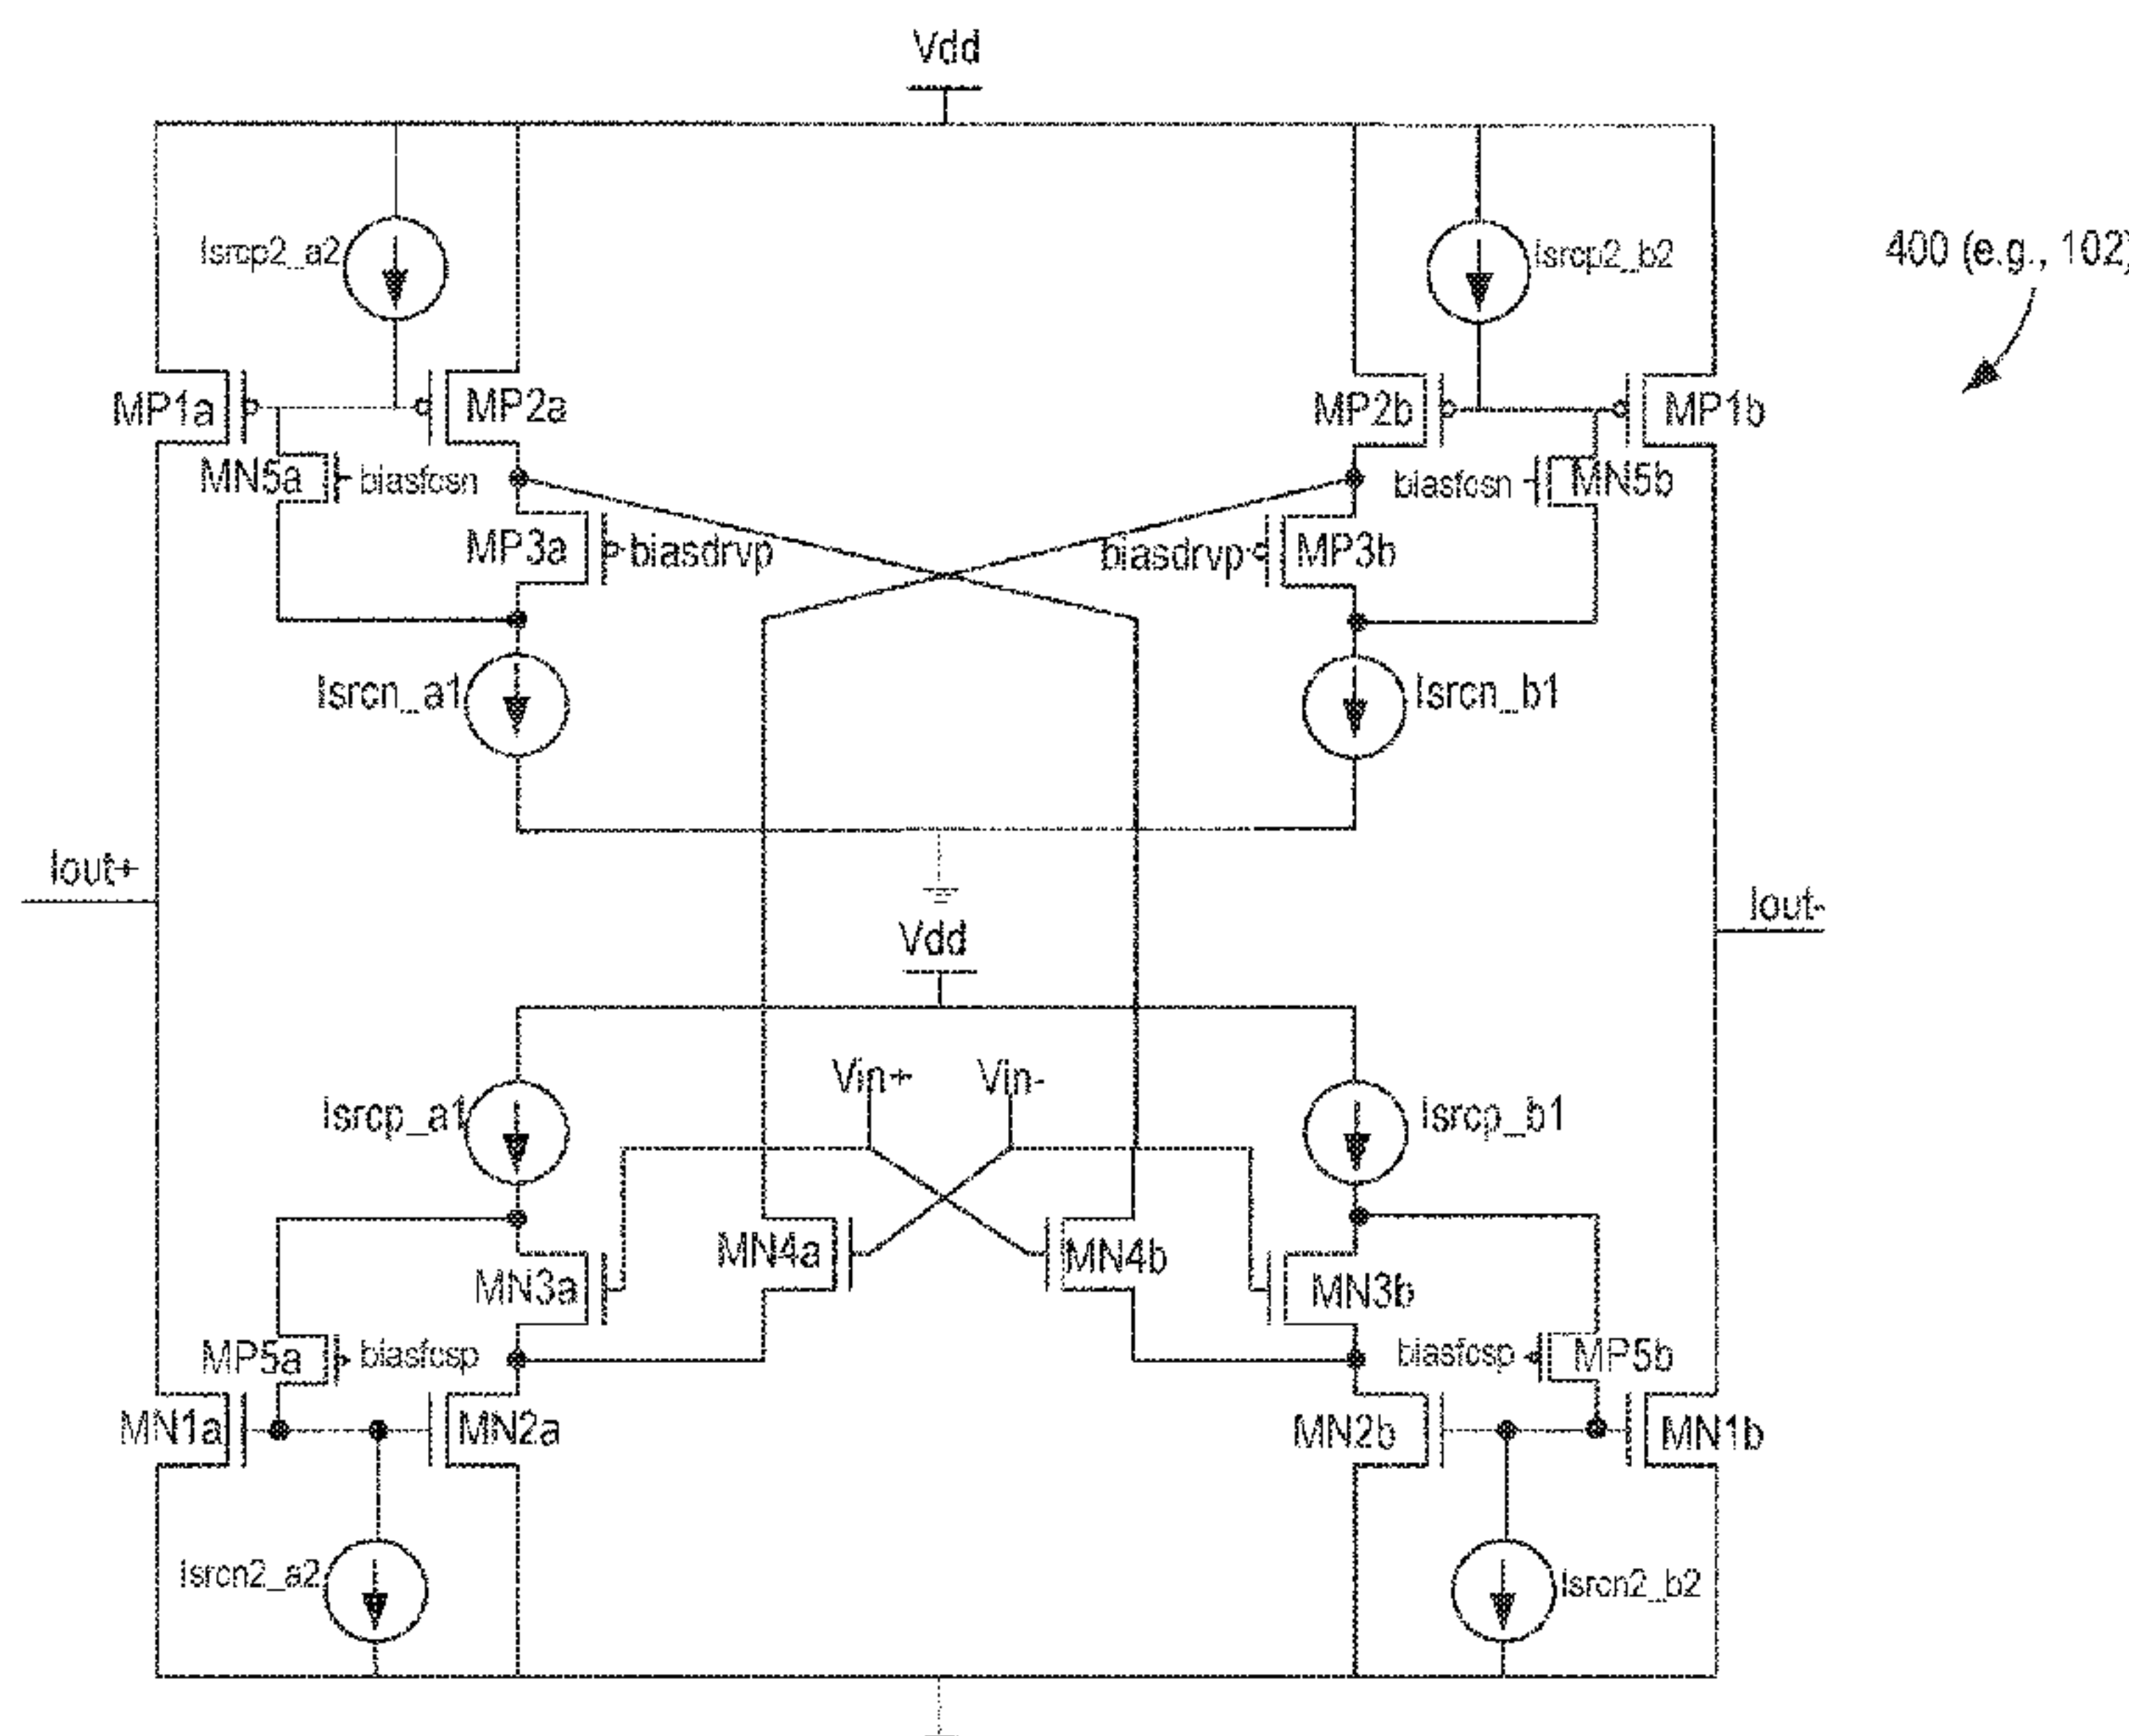 Vdd
Isrcp2_a2
Isrcp2_b2
400 (e.g., 102)
MP1a
MP2a
MP2b
MP1b
MN5a
biasfcsn
biasfcsn
MN5b
MP3a
biasdrvp
biasdrvp
MP3b
Isrcn_a1
Isrcn_b1
Iout+
Iout-
Vdd
Vin+
Vin-
Isrcp_a1
Isrcp_b1
MN4a
MN4b
MN3a
MN3b
MP5a
biasfcsp
biasfcsp
MP5b
MN1a
MN2a
MN2b
MN1b
Isrcn2_a2
Isrcn2_b2